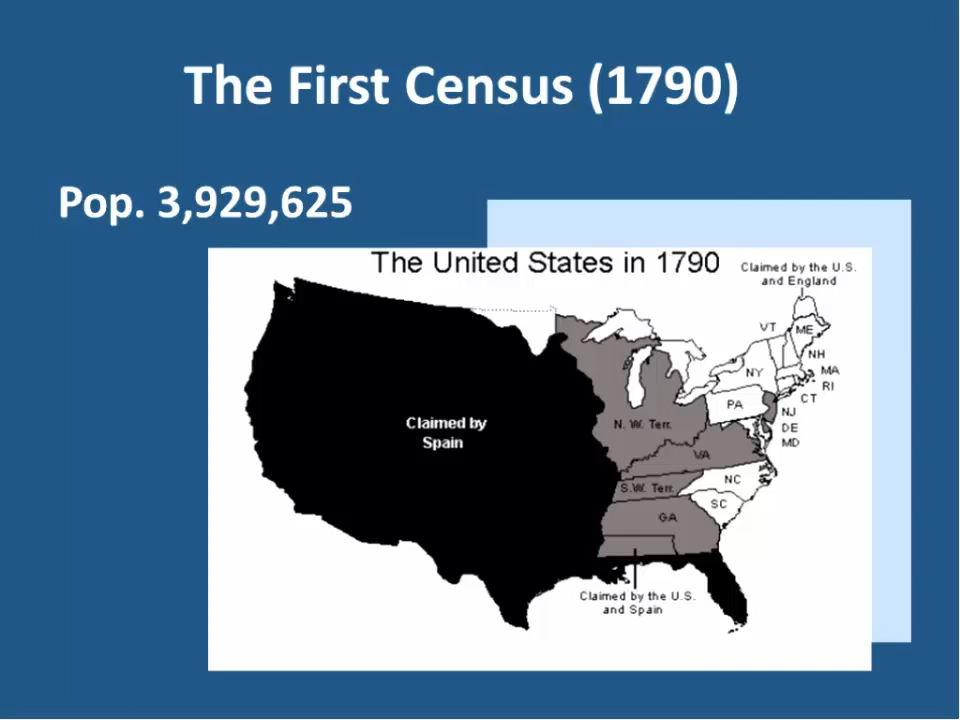 The First Census (1790)
Pop. 3,929,625
The United States in 1790
Claimed by the U.S.
and England
VT
ME
NH
MA
RI
CT
NY
PA
NJ
DE
MD
Claimed by
Spain
N. W. Terr.
VA
S.W. Terr.
NC
SC
GA
Claimed by the U.S.
and Spain